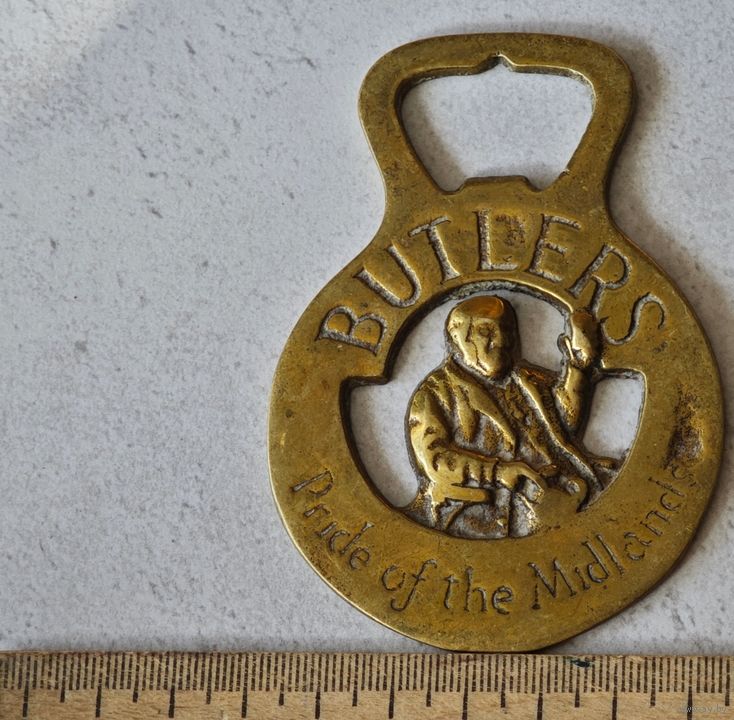 BUTLERS
Pride of the Midlands